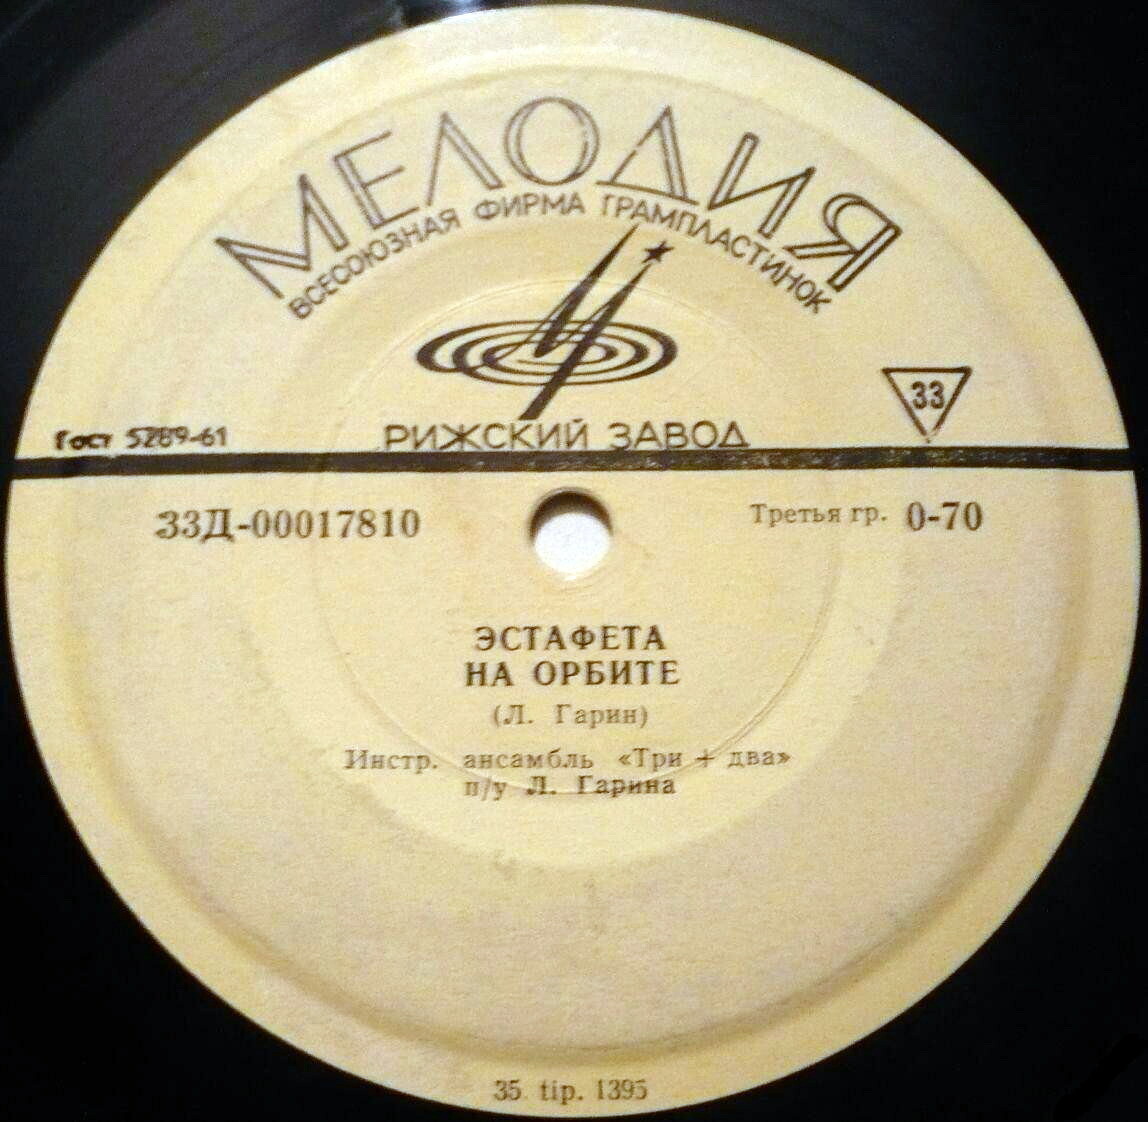 МЕЛОДИЯ
ВСЕСОЮЗНАЯ ФИРМА ГРАМПЛАСТИНОК
33
Гост 5289-61
РИЖСКИЙ ЗАВОД
33Д-00017810
Третья гр. 0-70
ЭСТАФЕТА
НА ОРБИТЕ
(Л. Гарин)
Инстр. ансамбль «Три + два»
п/у Л. Гарина
35. tip. 1395